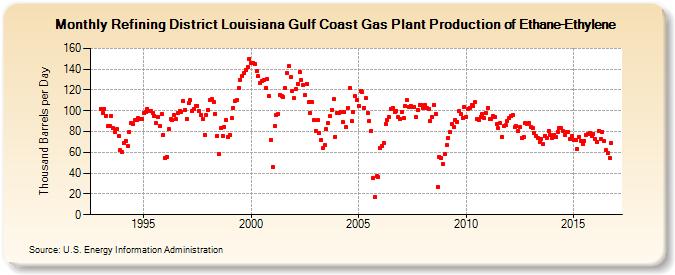 Monthly Refining District Louisiana Gulf Coast Gas Plant Production of Ethane-Ethylene
Thousand Barrels per Day
160
140
120
100
80
60
40
20
0
1995 2000 2005 2010 2015
Source: U.S. Energy Information Administration